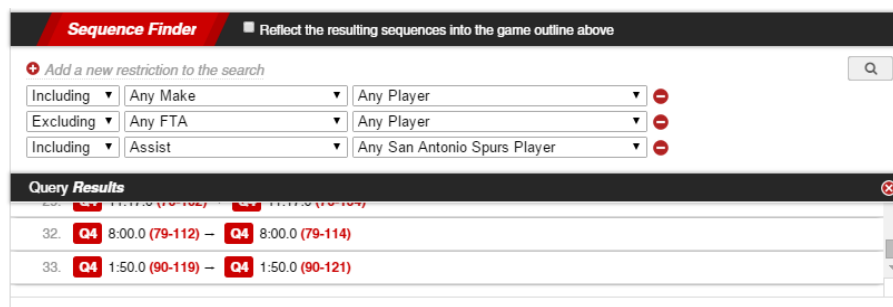 Sequence Finder Reflect the resulting sequences into the game outline above
Add a new restriction to the search
Including Any Make Any Player
Excluding Any FTA Any Player
Including Assist Any San Antonio Spurs Player
Query Results
32. Q4 8:00.0 (79-112) → Q4 8:00.0 (79-114)
33. Q4 1:50.0 (90-119) → Q4 1:50.0 (90-121)